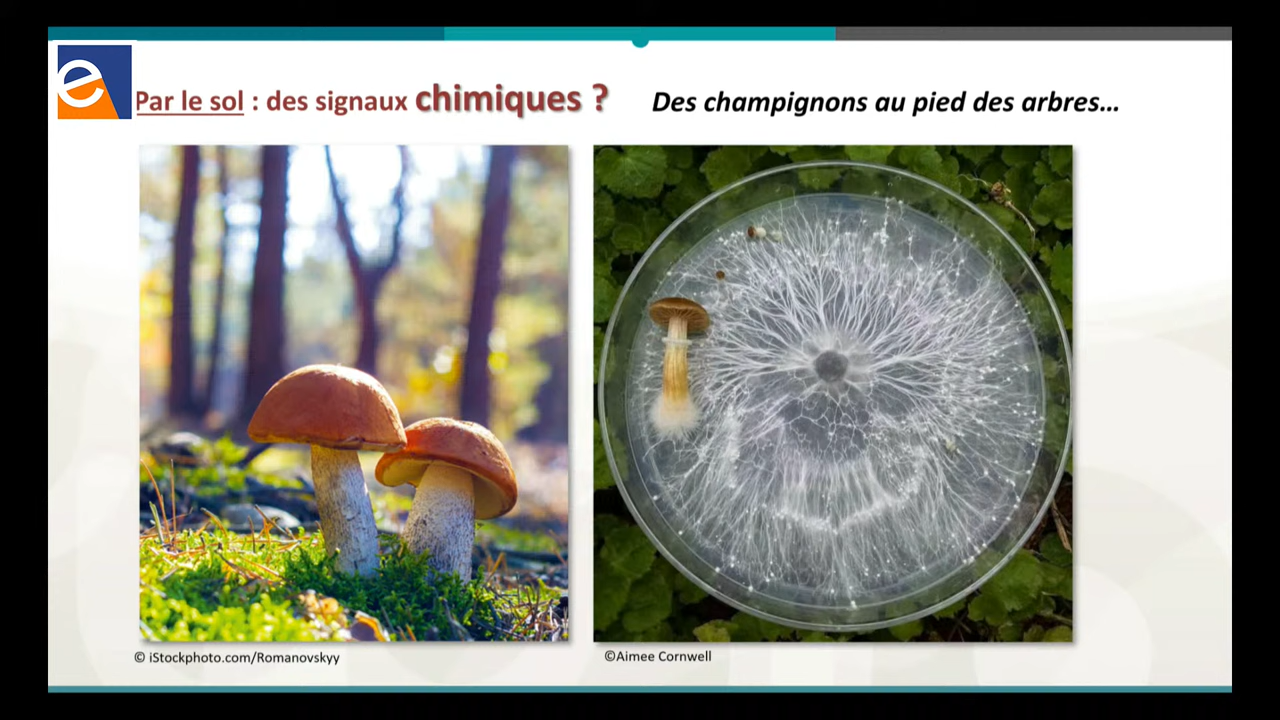 Par le sol : des signaux chimiques ? Des champignons au pied des arbres...
© iStockphoto.com/Romanovskyy
©Aimee Cornwell